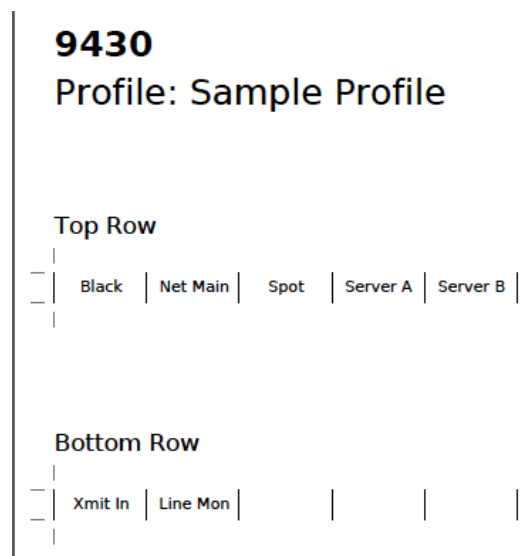 9430
Profile: Sample Profile
Top Row
Black Net Main Spot Server A Server B
Bottom Row
Xmit In Line Mon